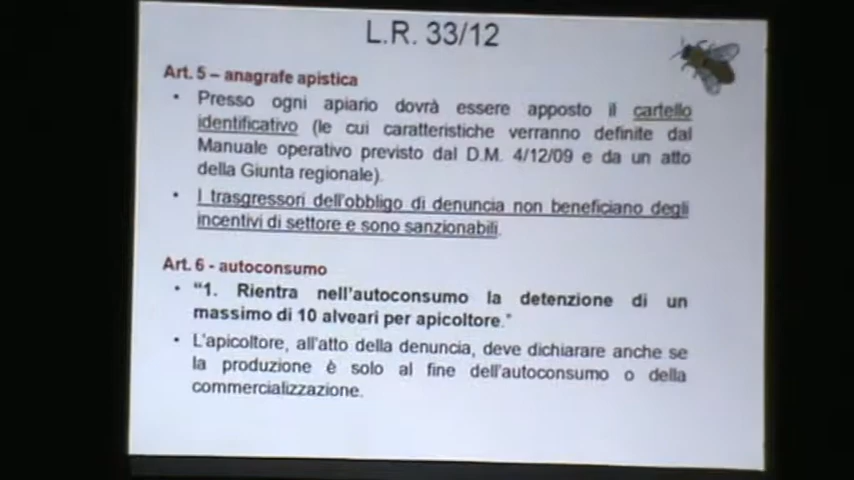 L.R. 33/12
Art. 5 – anagrafe apistica
• Presso ogni apiario dovrà essere apposto il cartello
identificativo (le cui caratteristiche verranno definite dal
Manuale operativo previsto dal D.M. 4/12/09 e da un atto
della Giunta regionale).
• I trasgressori dell'obbligo di denuncia non beneficiano degli
incentivi di settore e sono sanzionabili.
Art. 6 - autoconsumo
• "1. Rientra nell'autoconsumo la detenzione di un
massimo di 10 alveari per apicoltore."
• L'apicoltore, all'atto della denuncia, deve dichiarare anche se
la produzione è solo al fine dell'autoconsumo o della
commercializzazione.